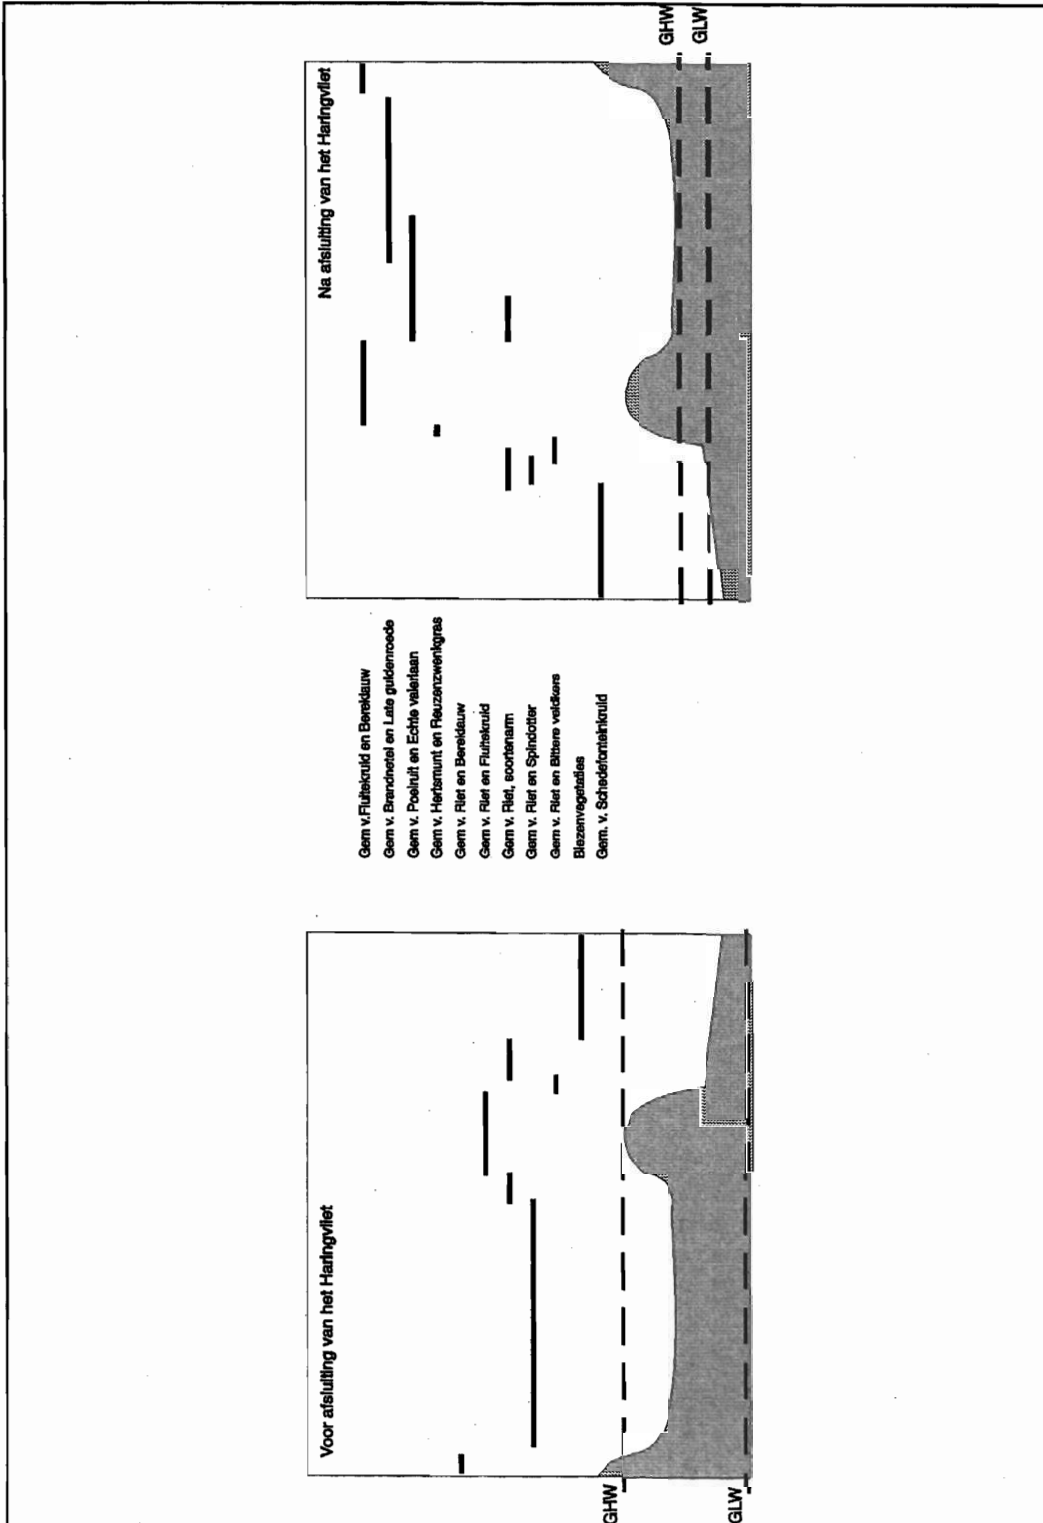 Voor afsluiting van het Haringvliet
GHW
GLW
Gem v.Fluitekruid en Bereklauw
Gem v. Brandnetel en Late guldenroede
Gem v. Poelruit en Echte valeriaan
Gem v. Hertsmunt en Reuzenzwenkgras
Gem v. Riet en Bereklauw
Gem v. Riet en Fluitekruid
Gem v. Riet, soortenarm
Gem v. Riet en Spindotter
Gem v. Riet en Bittere veldkers
Biezenvegetaties
Gem. v. Schedefonteinkruid
Na afsluiting van het Haringvliet
GHW
GLW